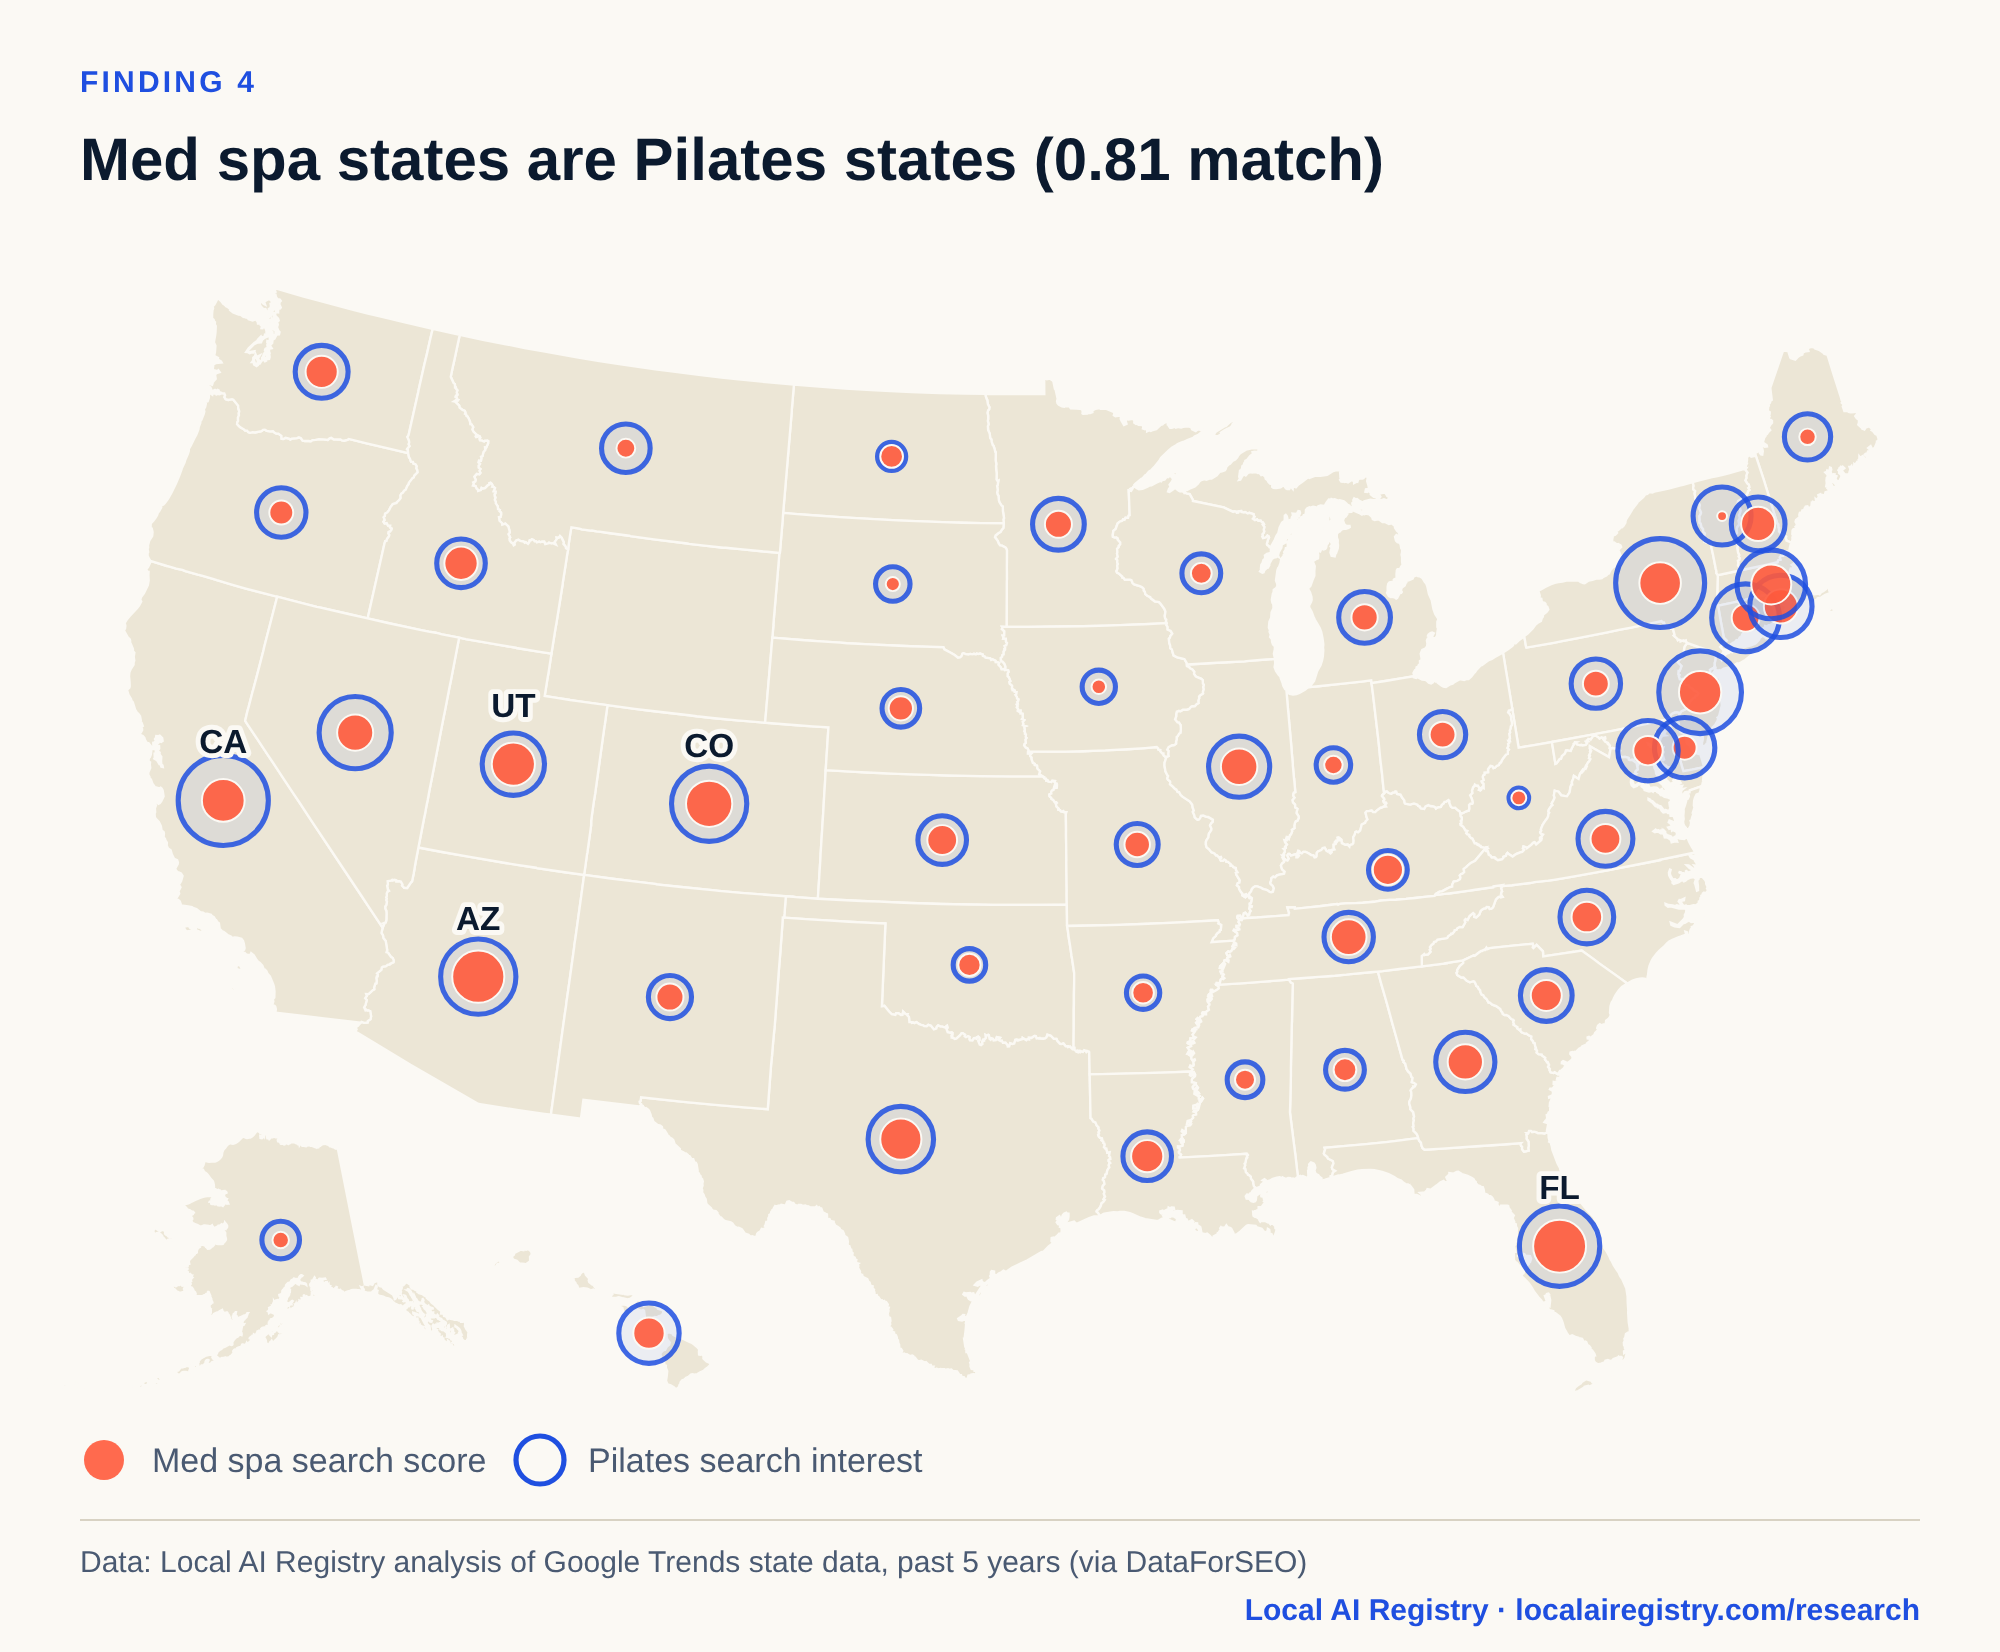 FINDING 4
Med spa states are Pilates states (0.81 match)
UT
CA
CO
AZ
FL
Med spa search score
Pilates search interest
Data: Local AI Registry analysis of Google Trends state data, past 5 years (via DataForSEO)
Local AI Registry · localairegistry.com/research